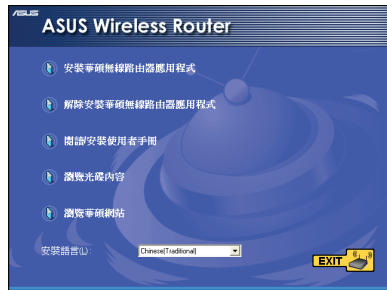 ASUS
ASUS Wireless Router
安裝華碩無線路由器應用程式
解除安裝華碩無線路由器應用程式
閱讀/安裝使用者手冊
瀏覽光碟內容
瀏覽華碩網站
安裝語言(L):
Chinese(Traditional)
EXIT